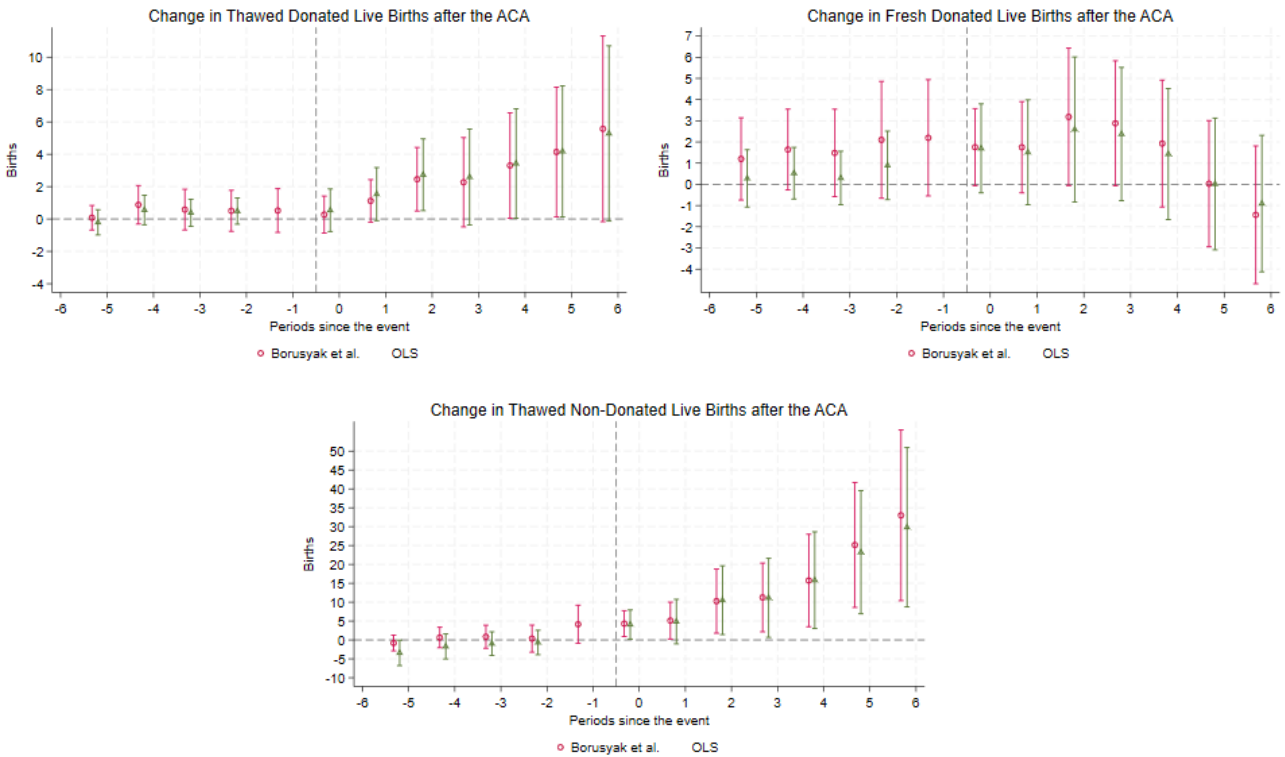 Change in Thawed Donated Live Births after the ACA
Births
10
8
6
4
2
0
-2
-4
-6 -5 -4 -3 -2 -1 0 1 2 3 4 5 6
Periods since the event
Borusyak et al. OLS
Change in Fresh Donated Live Births after the ACA
Births
7
6
5
4
3
2
1
0
-1
-2
-3
-4
-6 -5 -4 -3 -2 -1 0 1 2 3 4 5 6
Periods since the event
Borusyak et al. OLS
Change in Thawed Non-Donated Live Births after the ACA
Births
50
45
40
35
30
25
20
15
10
5
0
-5
-10
-6 -5 -4 -3 -2 -1 0 1 2 3 4 5 6
Periods since the event
Borusyak et al. OLS